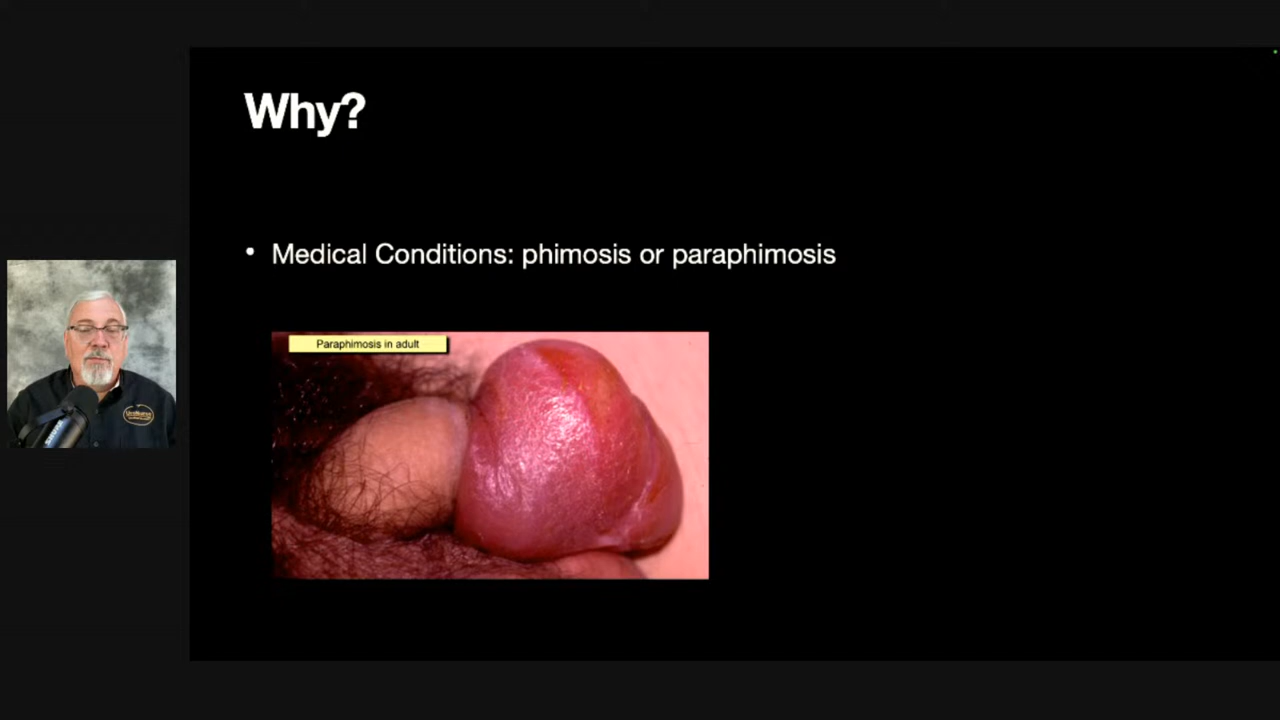 Why?
• Medical Conditions: phimosis or paraphimosis
Paraphimosis in adult